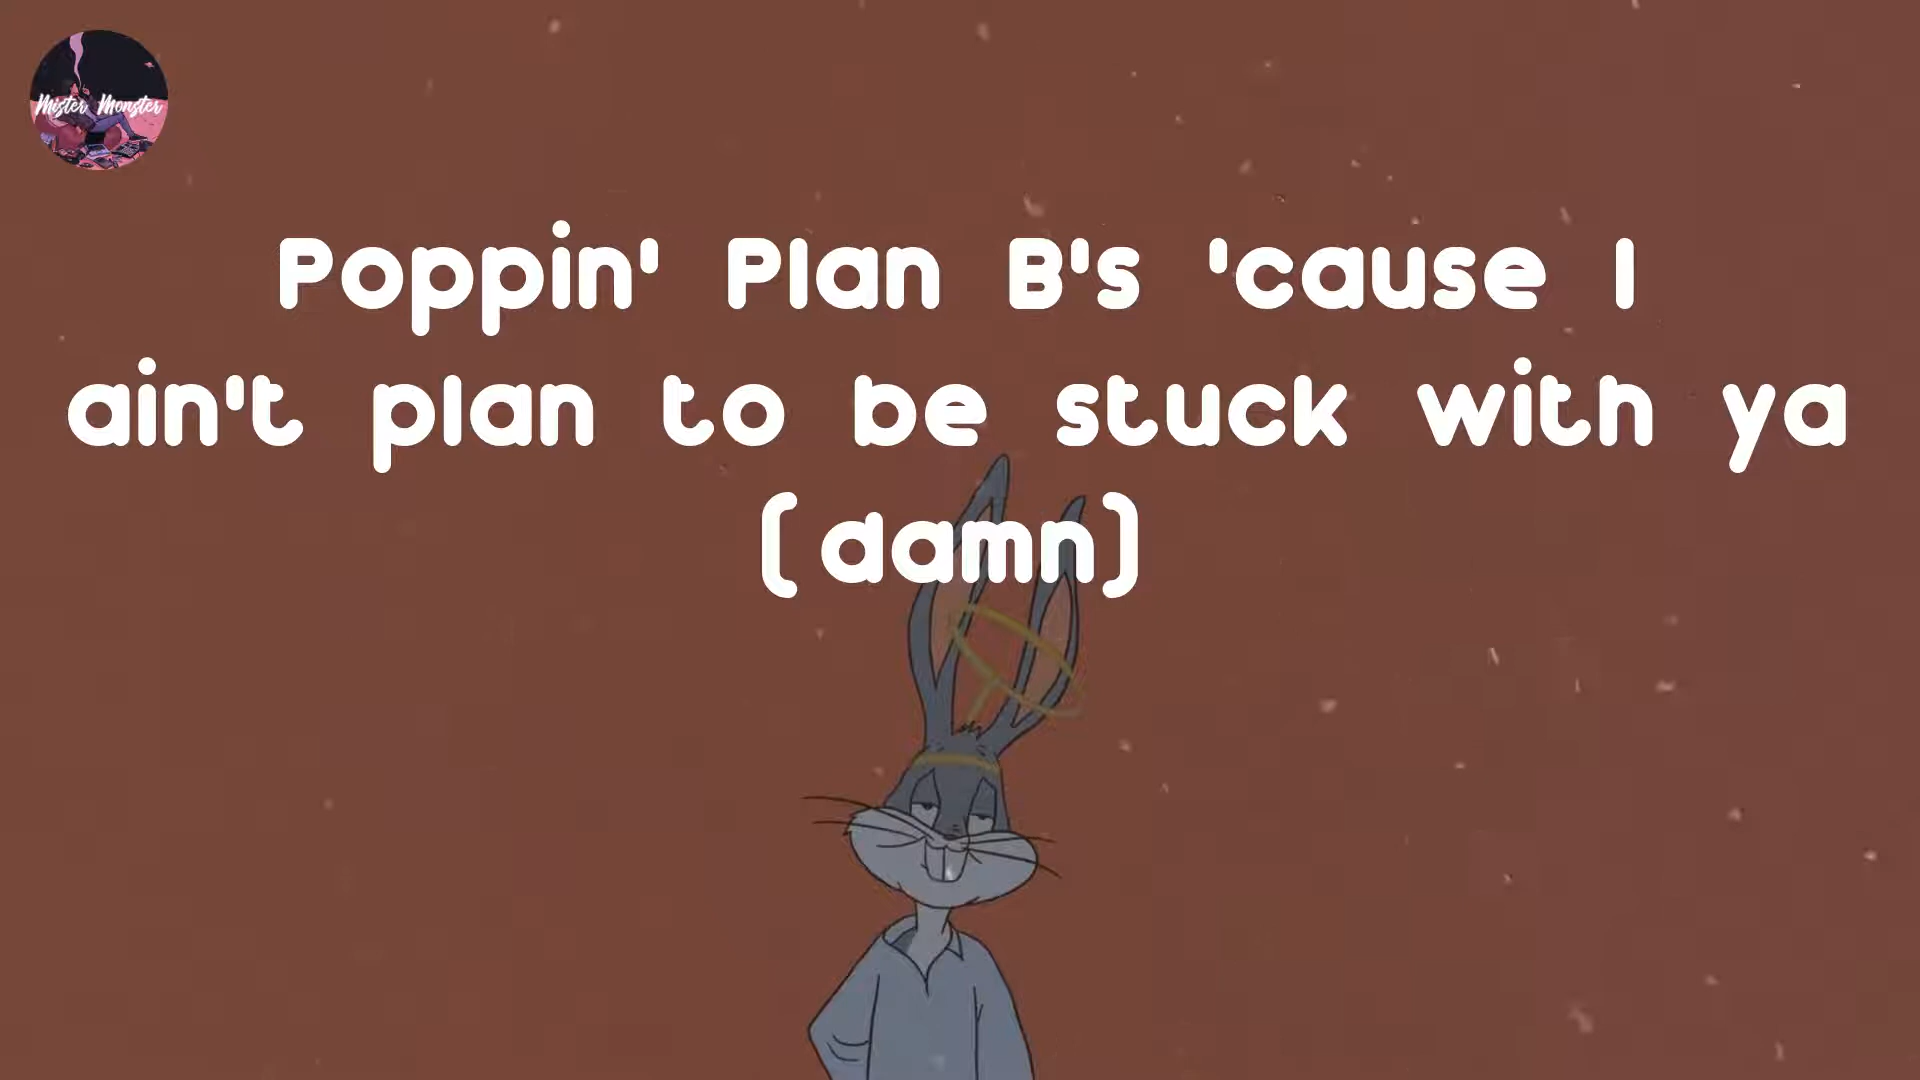 Mister Monster
Poppin' Plan B's 'cause I
ain't plan to be stuck with ya
(damn)